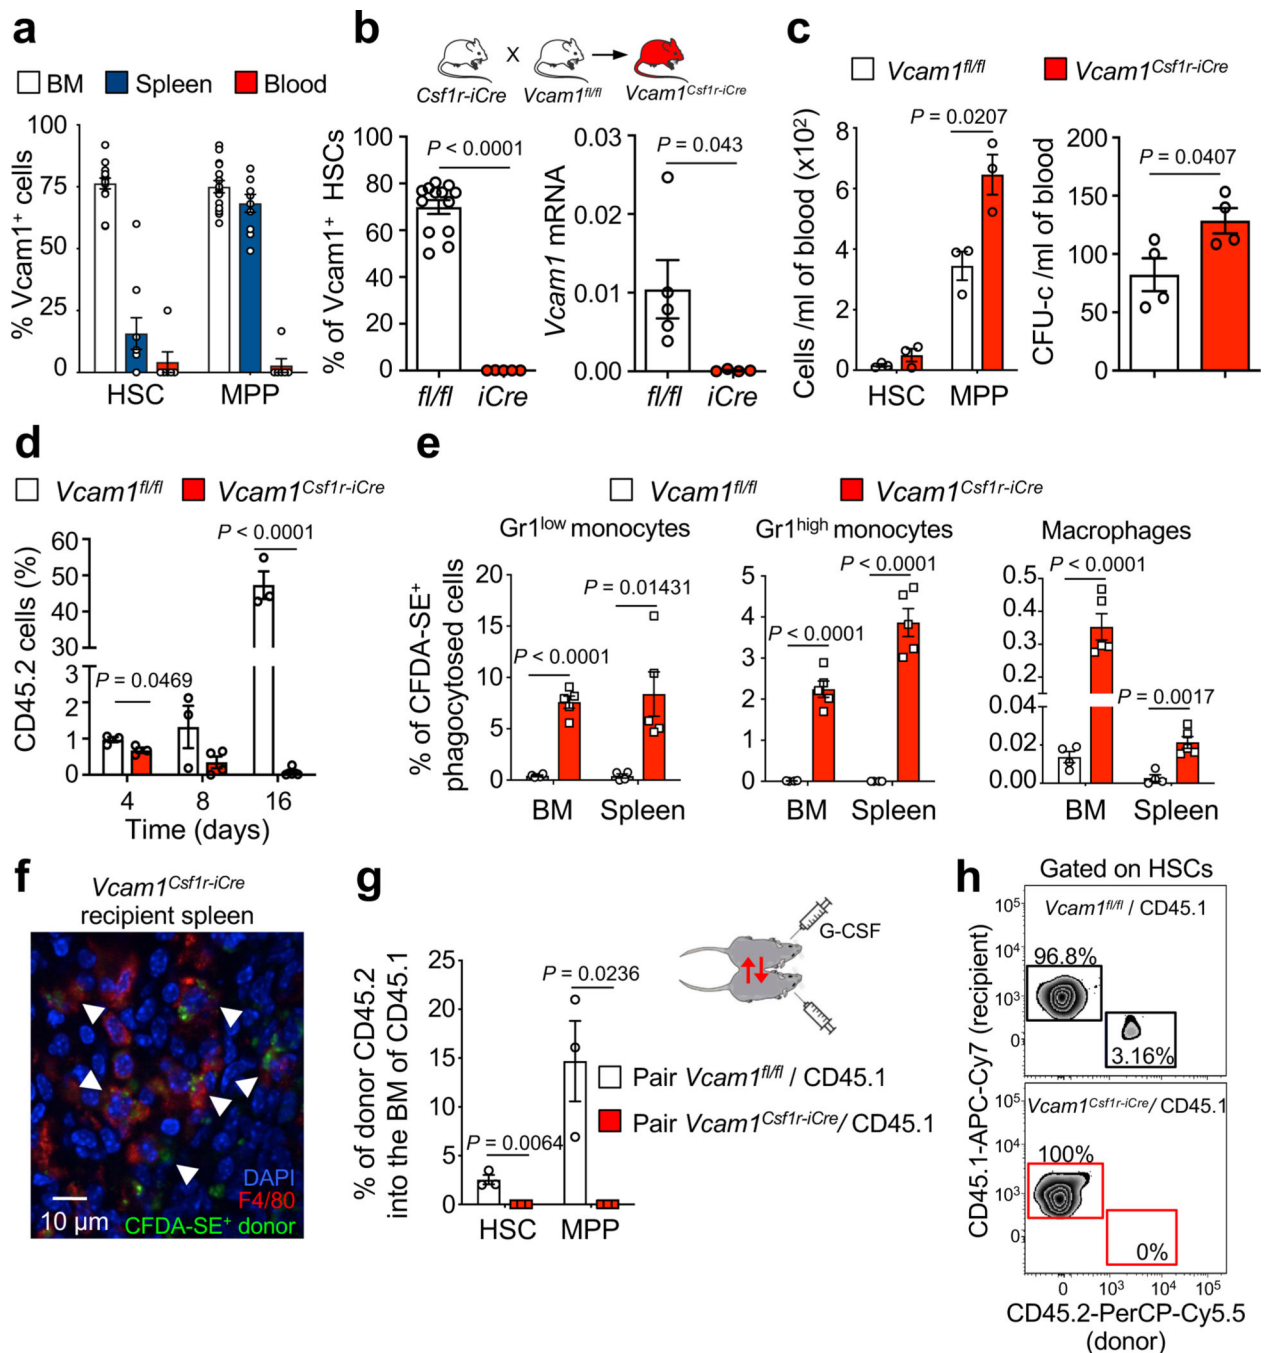 a
BM Spleen Blood
% Vcam1+ cells
100
75
50
25
0
HSC MPP
b
X
Csf1r-iCre Vcam1fl/fl Vcam1Csf1r-iCre
% of Vcam1+ HSCs
100
80
60
40
20
0
P < 0.0001
fl/fl iCre
Vcam1 mRNA
0.03
0.02
0.01
0.00
P = 0.043
fl/fl iCre
c
Vcam1fl/fl Vcam1Csf1r-iCre
Cells /ml of blood (x10²)
8
6
4
2
0
P = 0.0207
HSC MPP
CFU-c /ml of blood
200
150
100
50
0
P = 0.0407
d
Vcam1fl/fl Vcam1Csf1r-iCre
CD45.2 cells (%)
60
50
40
30
2
1
0
P < 0.0001
P = 0.0469
4 8 16
Time (days)
e
Vcam1fl/fl Vcam1Csf1r-iCre
% of CFDA-SE+
phagocytosed cells
Gr1low monocytes
20
15
10
5
0
P = 0.01431
P < 0.0001
BM Spleen
Gr1high monocytes
5
4
3
2
1
0
P < 0.0001
P < 0.0001
BM Spleen
Macrophages
0.5
0.4
0.3
0.2
0.04
0.02
0.00
P < 0.0001
P = 0.0017
BM Spleen
f
Vcam1Csf1r-iCre
recipient spleen
DAPI
F4/80
10 µm
CFDA-SE+ donor
g
% of donor CD45.2
into the BM of CD45.1
25
20
15
10
5
0
P = 0.0236
P = 0.0064
HSC MPP
G-CSF
Pair Vcam1fl/fl / CD45.1
Pair Vcam1Csf1r-iCre/ CD45.1
h
Gated on HSCs
CD45.1-APC-Cy7 (recipient)
10⁵
10⁴
10³
0
Vcam1fl/fl / CD45.1
96.8%
3.16%
10⁵
10⁴
10³
0
Vcam1Csf1r-iCre/ CD45.1
100%
0%
0 10³ 10⁴ 10⁵
CD45.2-PerCP-Cy5.5
(donor)